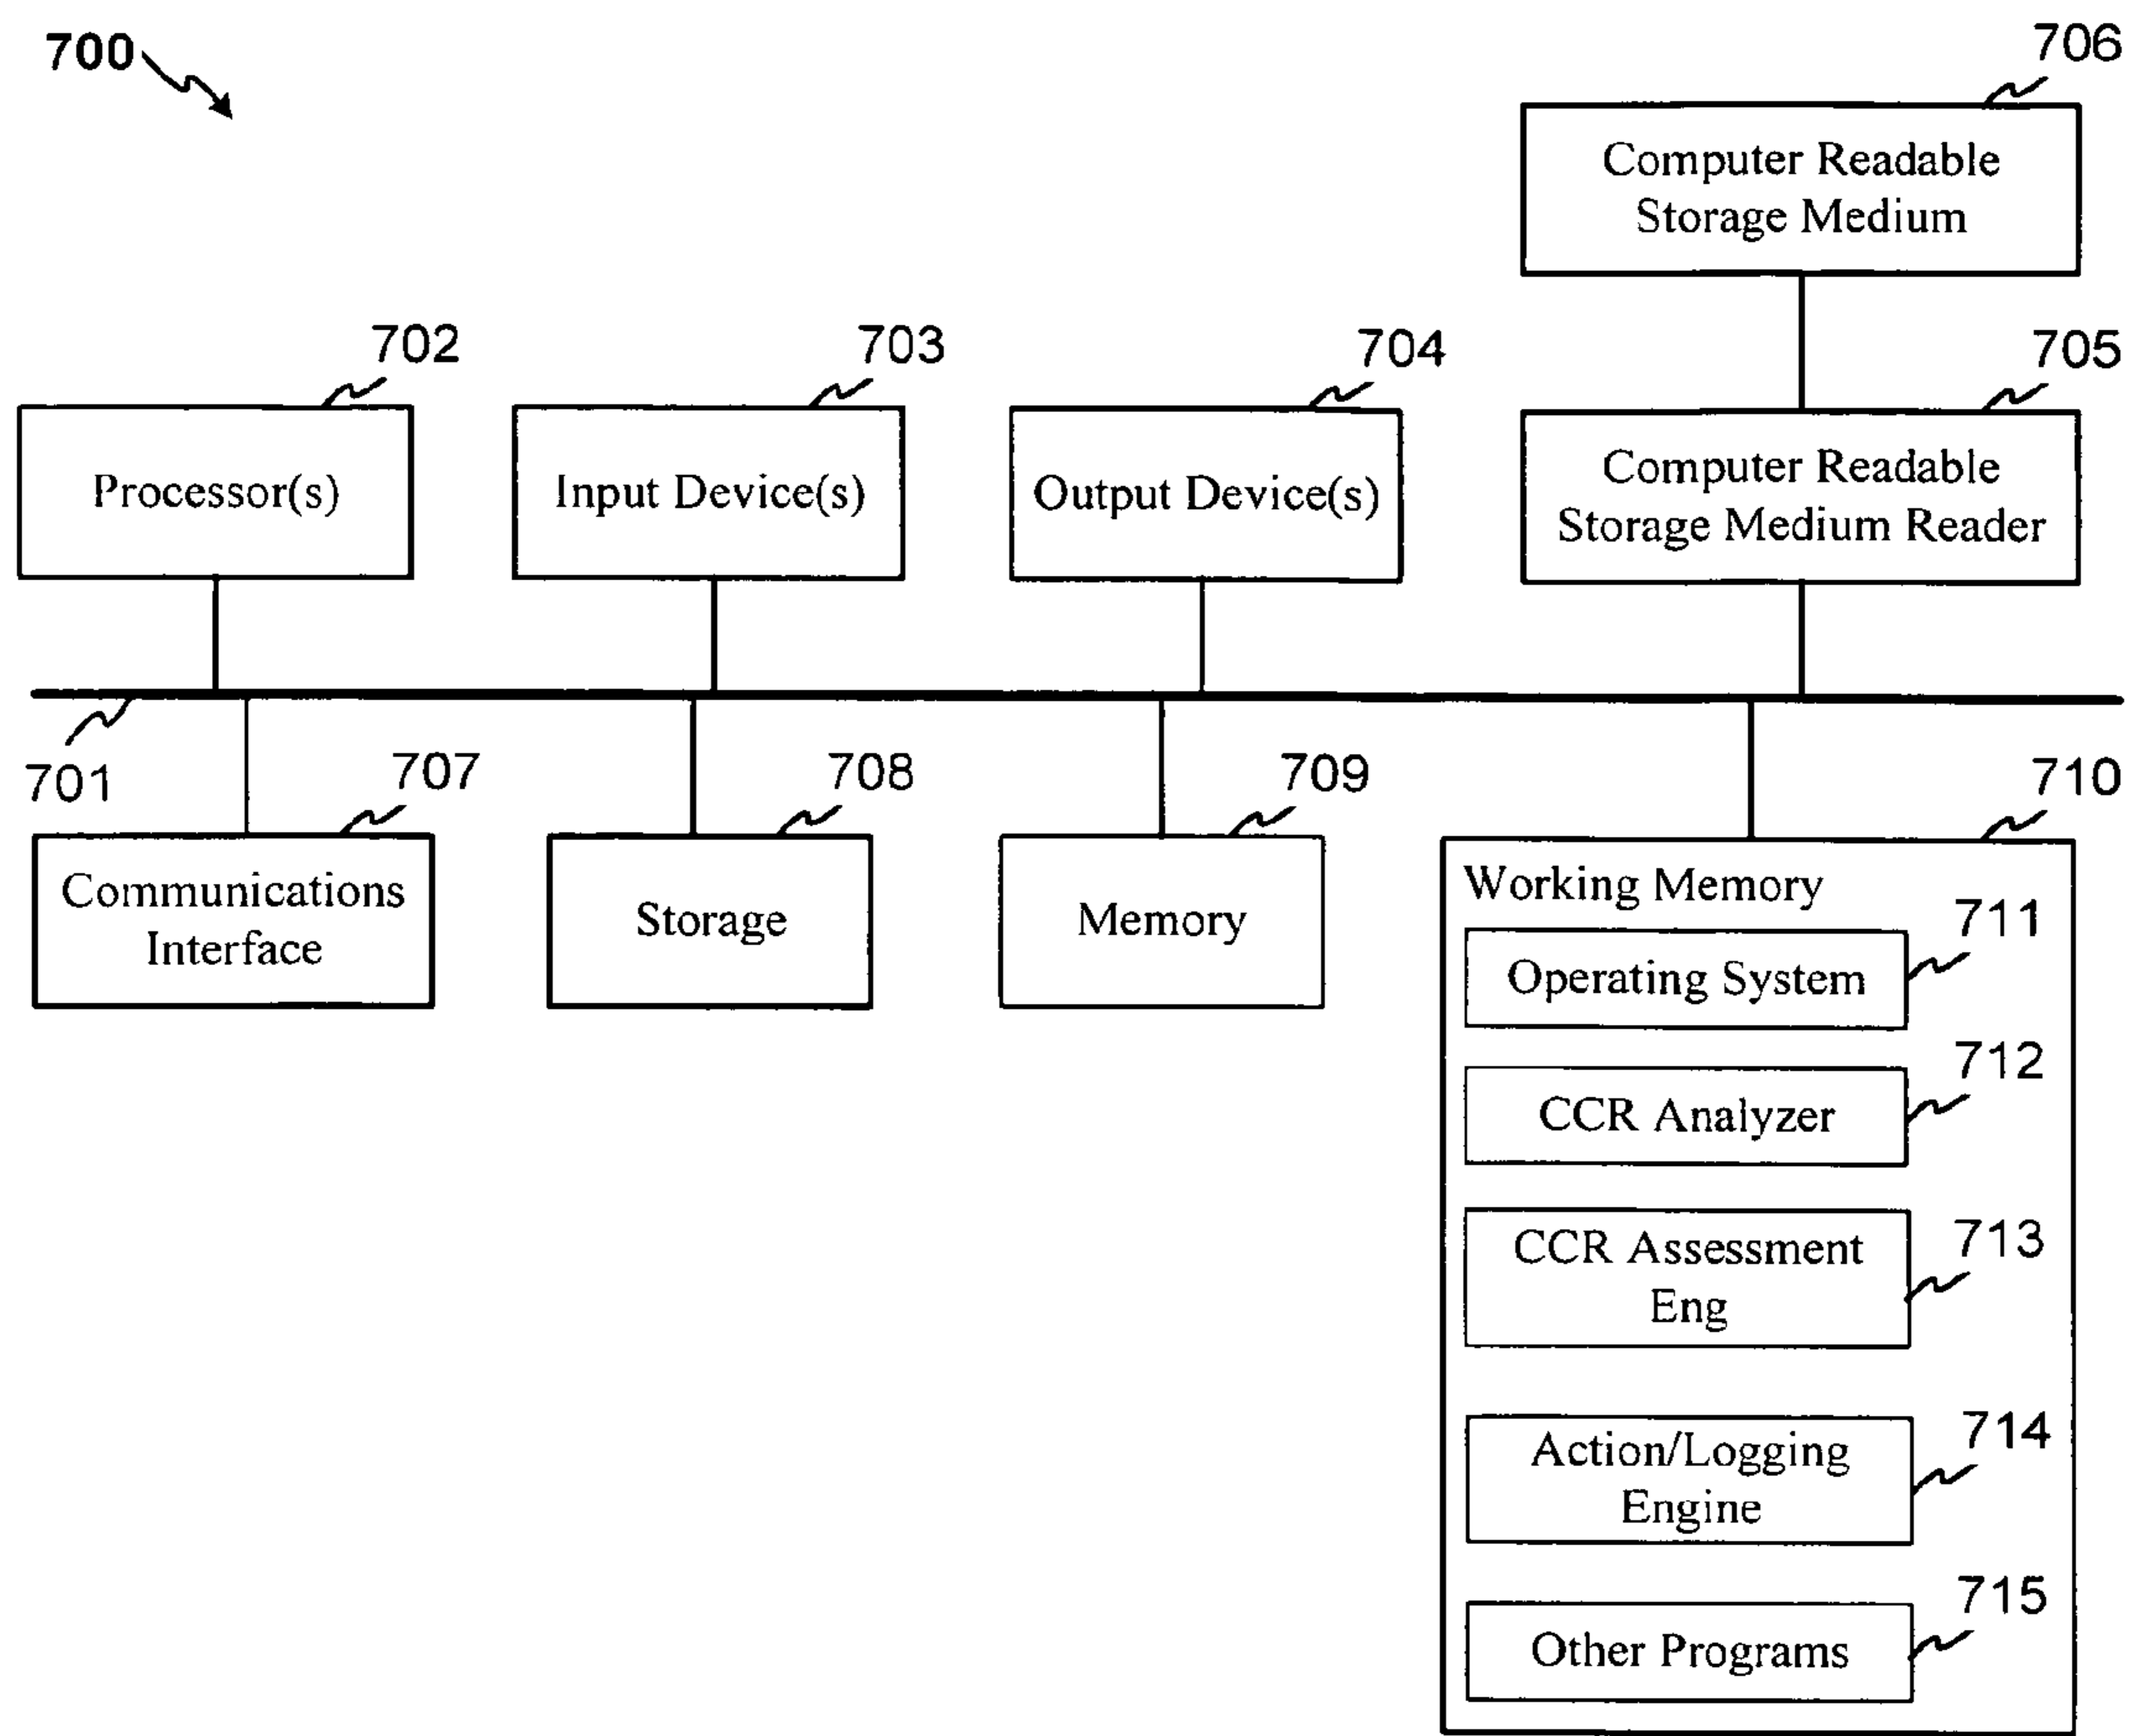 700
706
Computer Readable
Storage Medium
702
703
704
705
Processor(s)
Input Device(s)
Output Device(s)
Computer Readable
Storage Medium Reader
701
707
708
709
710
Communications
Interface
Storage
Memory
Working Memory
711
Operating System
712
CCR Analyzer
713
CCR Assessment
Eng
714
Action/Logging
Engine
715
Other Programs